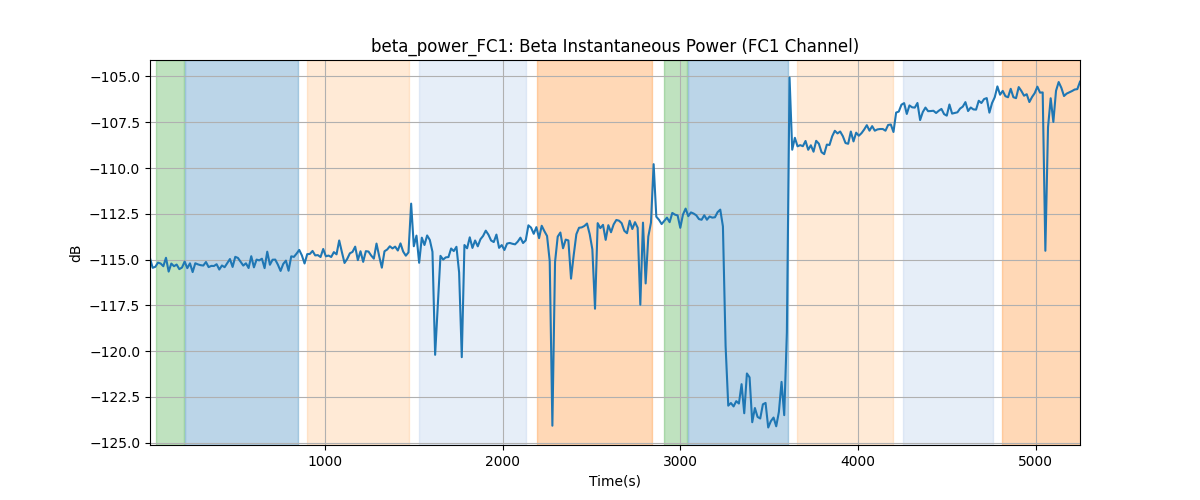 beta_power_FC1: Beta Instantaneous Power (FC1 Channel)
dB
−105.0
−107.5
−110.0
−112.5
−115.0
−117.5
−120.0
−122.5
−125.0
1000 2000 3000 4000 5000
Time(s)